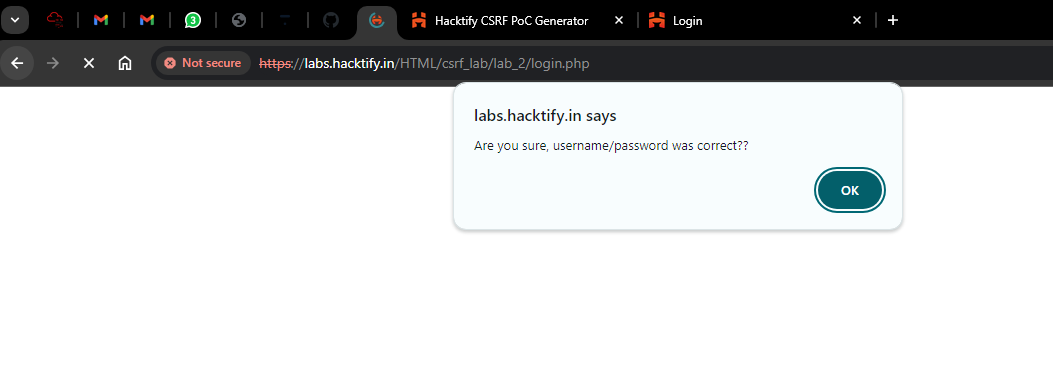 3
Hacktify CSRF PoC Generator
Login
Not secure
https://labs.hacktify.in/HTML/csrf_lab/lab_2/login.php
labs.hacktify.in says
Are you sure, username/password was correct??
OK